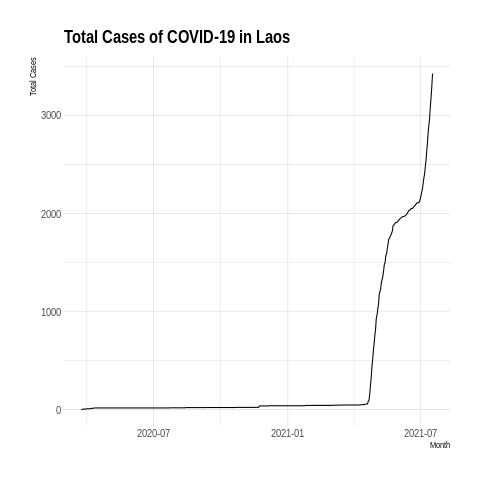 Total Cases of COVID-19 in Laos
Total Cases
3000
2000
1000
0
2020-07
2021-01
2021-07
Month